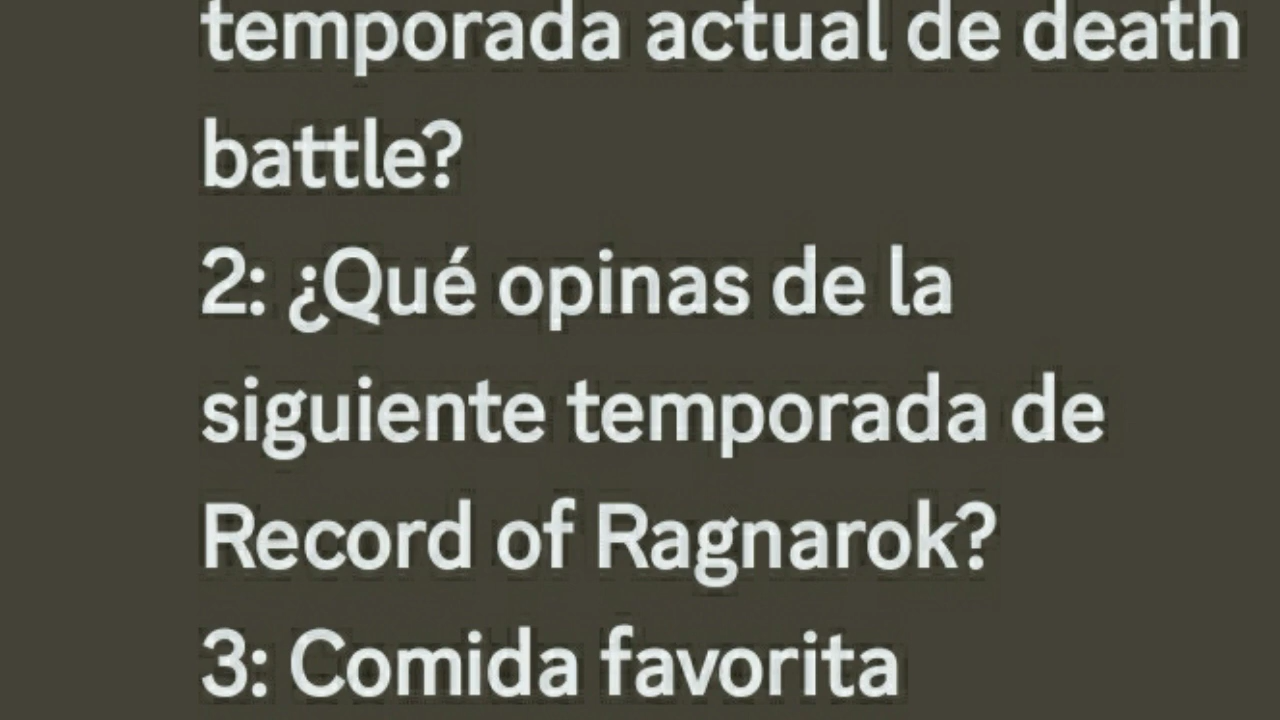 temporada actual de death
battle?
2: ¿Qué opinas de la
siguiente temporada de
Record of Ragnarok?
3: Comida favorita